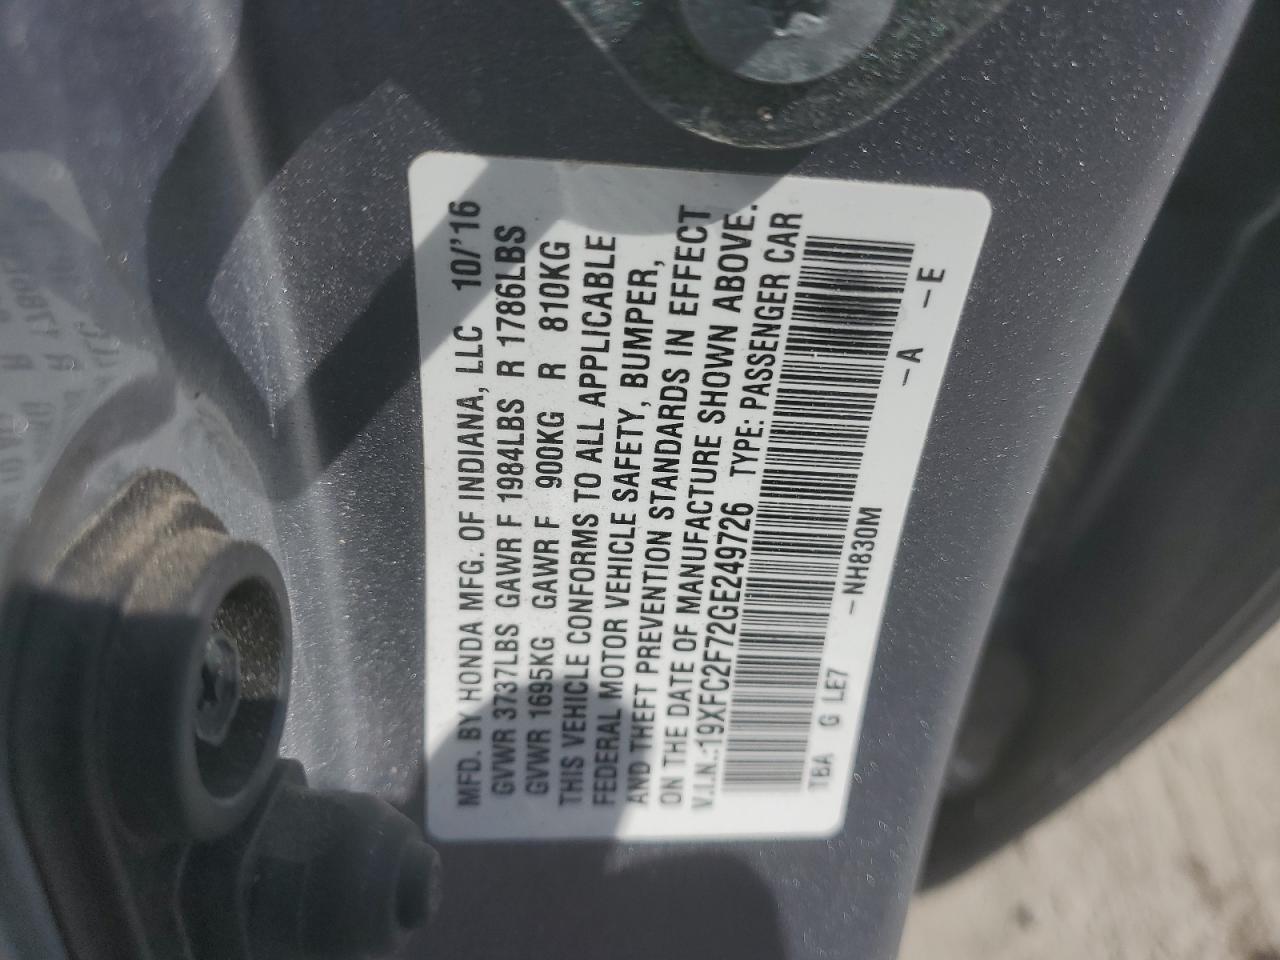 MFD. BY HONDA MFG. OF INDIANA, LLC 10/'16
GVWR 3737LBS GAWR F 1984LBS R 1786LBS
GVWR 1695KG GAWR F 900KG R 810KG
THIS VEHICLE CONFORMS TO ALL APPLICABLE
FEDERAL MOTOR VEHICLE SAFETY, BUMPER,
AND THEFT PREVENTION STANDARDS IN EFFECT
ON THE DATE OF MANUFACTURE SHOWN ABOVE.
V.I.N.:19XFC2F72GE249726 TYPE: PASSENGER CAR
TBA -NH830M -A -E
G LE7